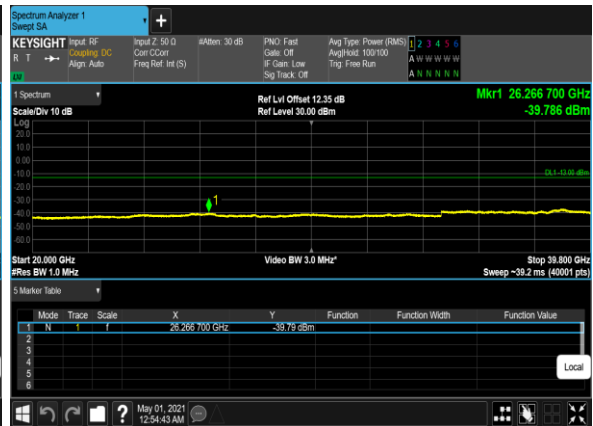 Spectrum Analyzer 1
Swept SA
+
KEYSIGHT Input: RF Input Z: 50 Ω #Atten: 30 dB PNO: Fast Avg Type: Power (RMS) 1 2 3 4 5 6
R T Coupling: DC Corr CCorr Gate: Off Avg|Hold: 100/100 A W W W W W
Align: Auto Freq Ref: Int (S) IF Gain: Low Trig: Free Run
Sig Track: Off A N N N N N
1 Spectrum
Ref Lvl Offset 12.35 dB Mkr1 26.266 700 GHz
Scale/Div 10 dB Ref Level 30.00 dBm -39.786 dBm
Log
20.0
10.0
0.00
-10.0
DL1 -13.00 dBm
-20.0
-30.0
1
-40.0
-50.0
-60.0
Start 20.000 GHz Video BW 3.0 MHz* Stop 39.800 GHz
#Res BW 1.0 MHz Sweep ~39.2 ms (40001 pts)
5 Marker Table
Mode Trace Scale X Y Function Function Width Function Value
1 N 1 f 26.266 700 GHz -39.79 dBm
2
3
4
5
6
Local
? May 01, 2021
12:54:43 AM